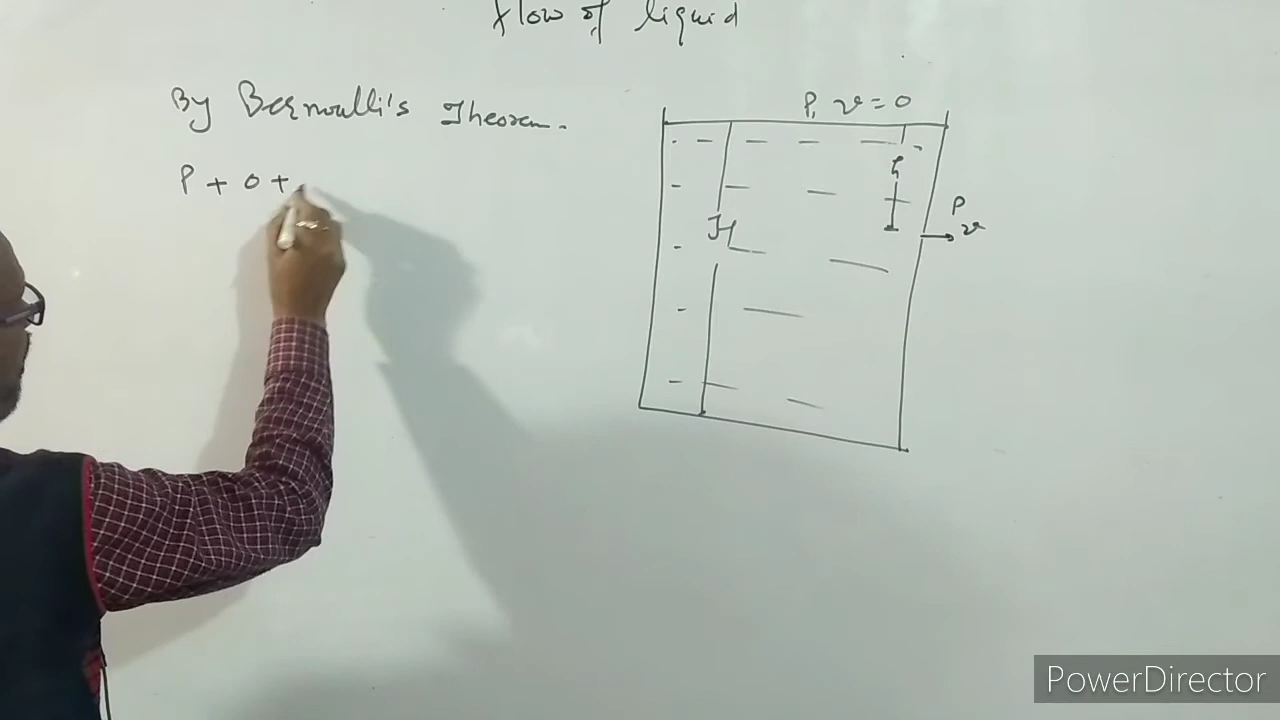 Flow of liquid
By Bernoulli's Theorem.
P + 0 +
P, v = 0
h
H
P
v
PowerDirector